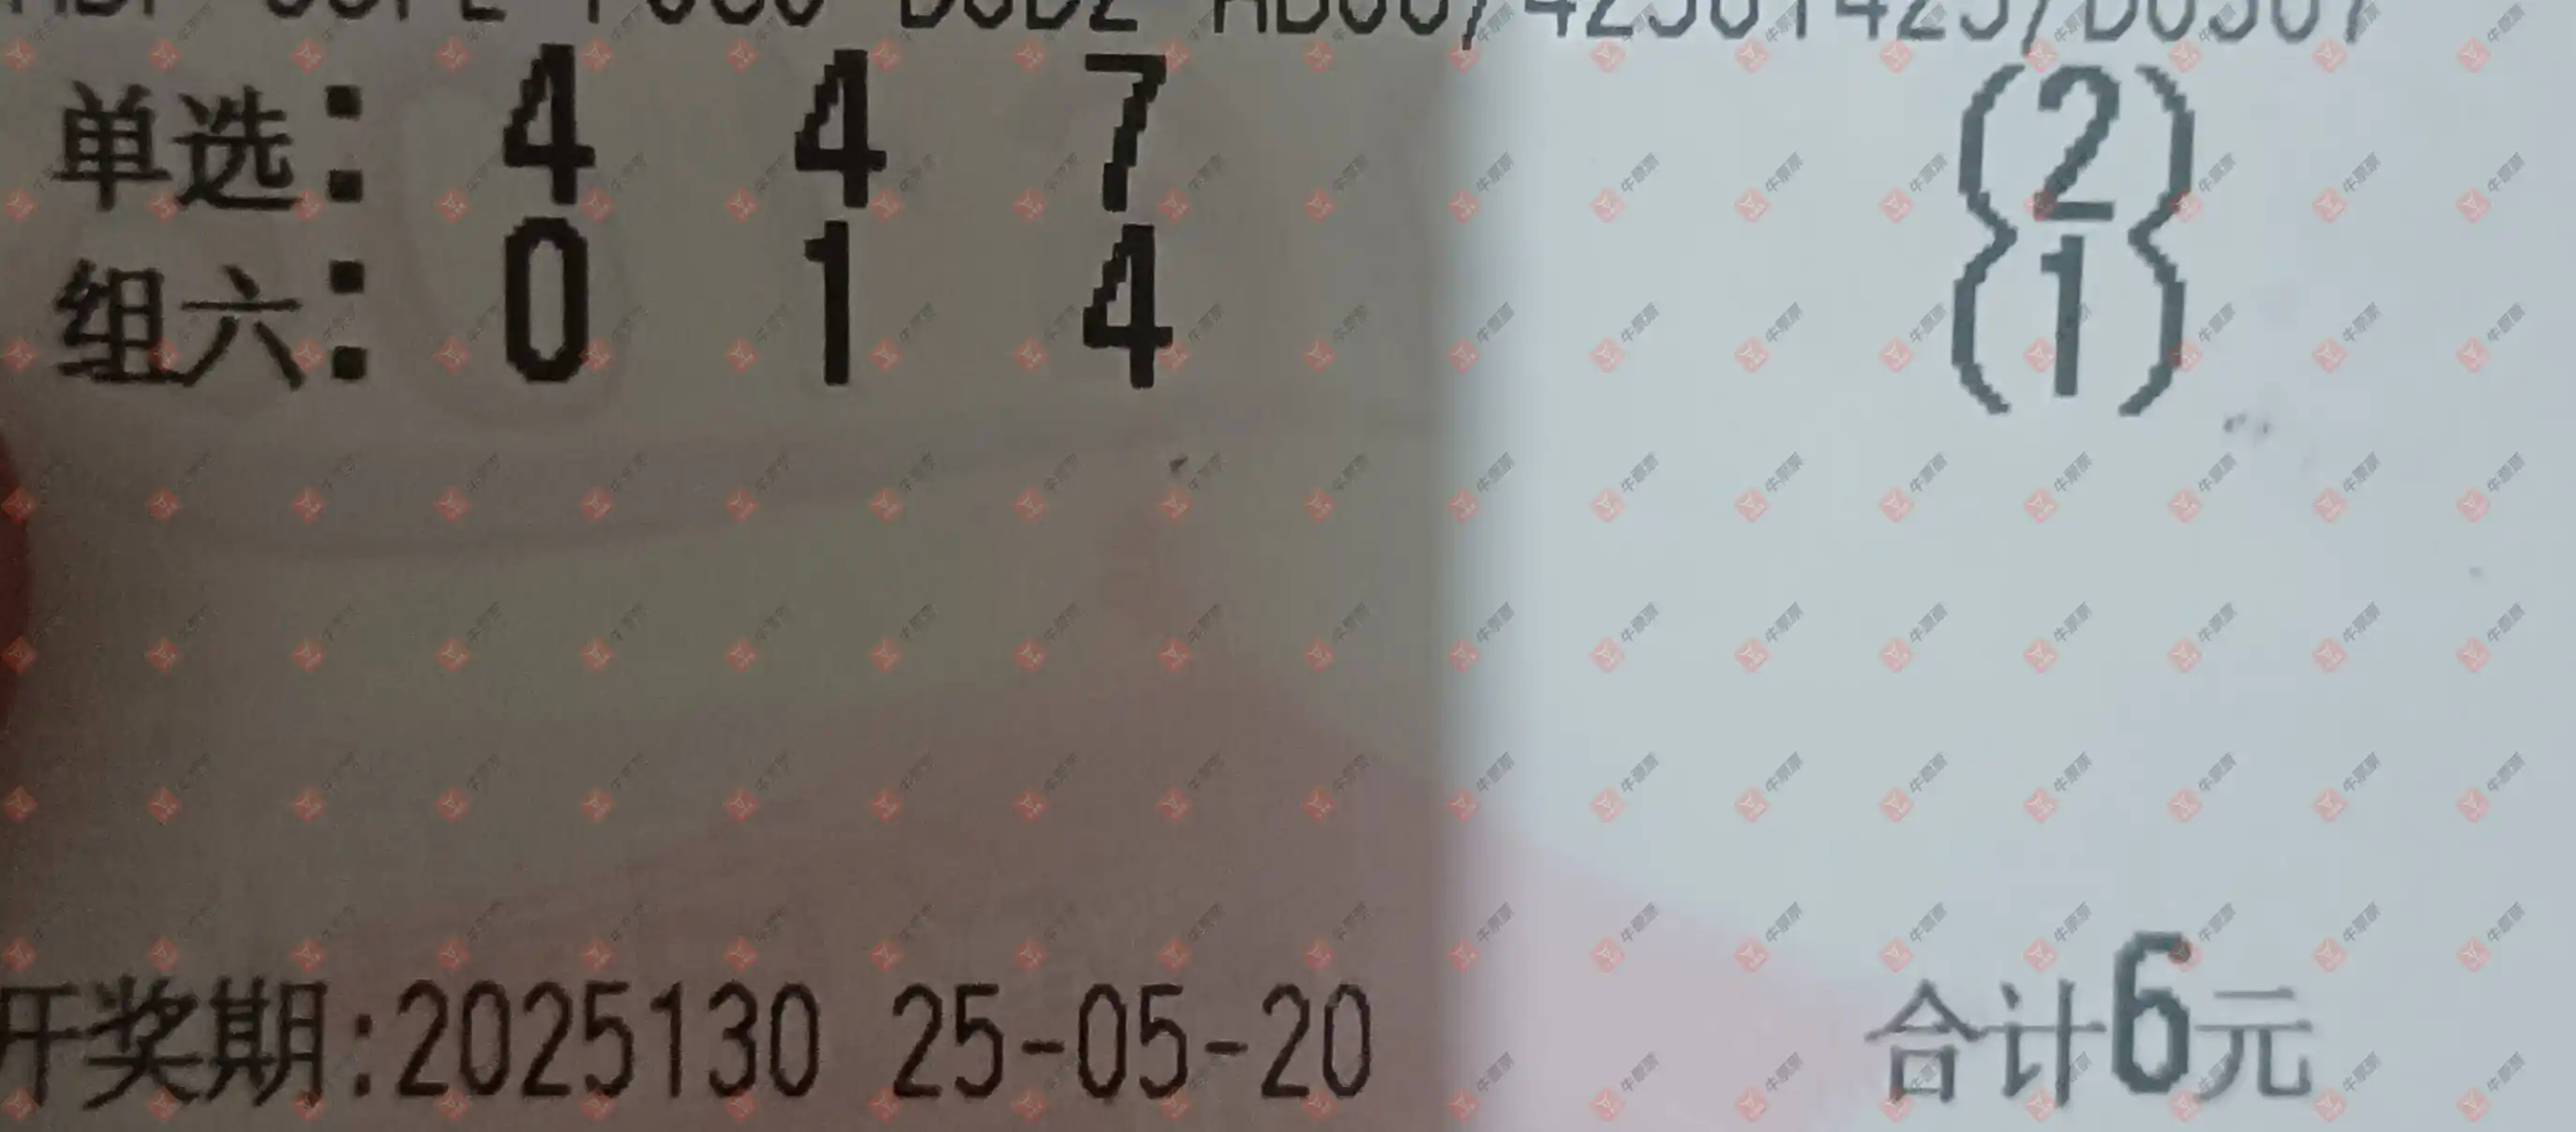 单选: 4 4 7 (2)
组六: 0 1 4 (1)
开奖期:2025130 25-05-20 合计6元